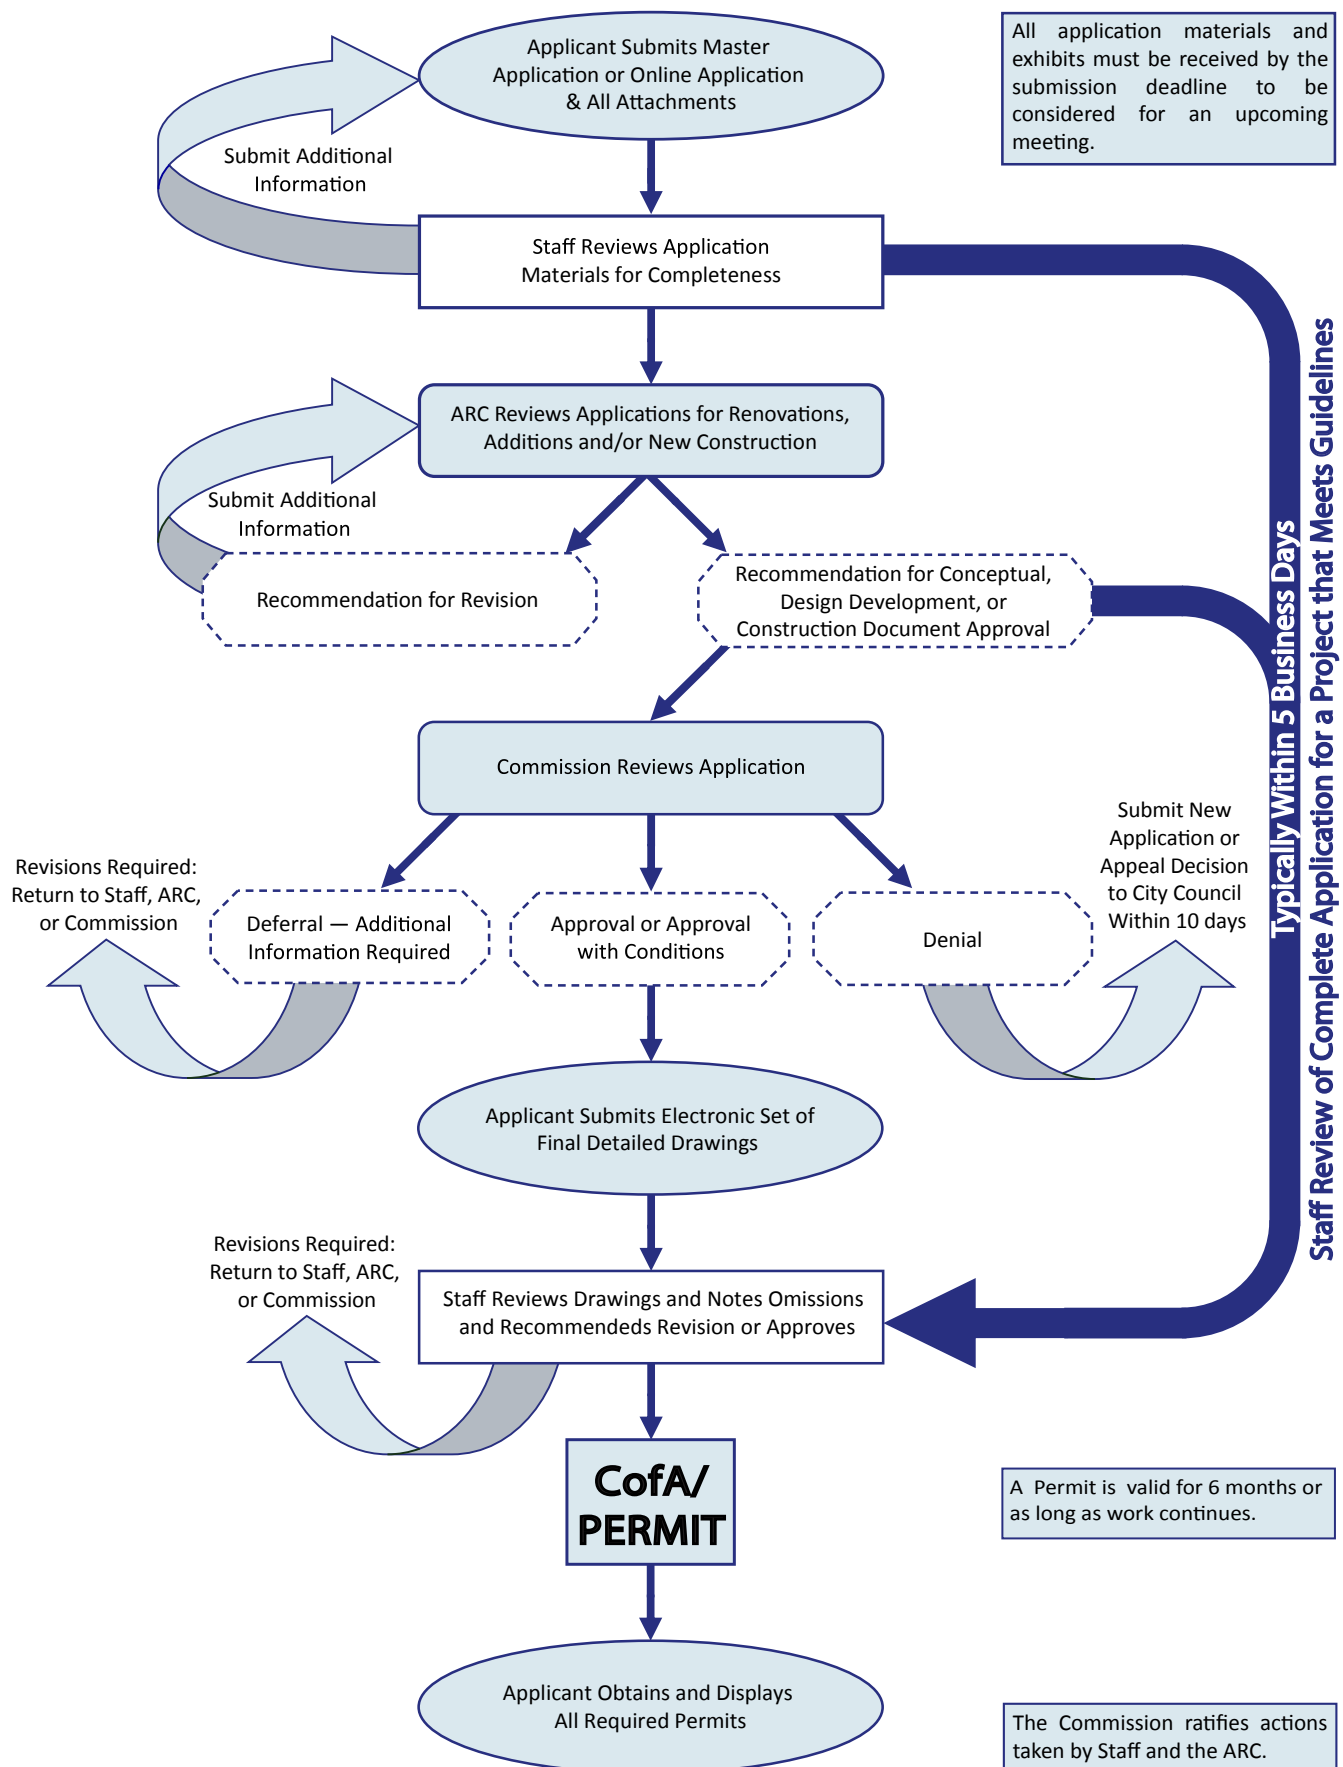 Applicant Submits Master
Application or Online Application
& All Attachments
All application materials and
exhibits must be received by the
submission deadline to be
considered for an upcoming
meeting.
Submit Additional
Information
Staff Reviews Application
Materials for Completeness
ARC Reviews Applications for Renovations,
Additions and/or New Construction
Submit Additional
Information
Recommendation for Revision
Recommendation for Conceptual,
Design Development, or
Construction Document Approval
Typically Within 5 Business Days
Staff Review of Complete Application for a Project that Meets Guidelines
Commission Reviews Application
Revisions Required:
Return to Staff, ARC,
or Commission
Deferral — Additional
Information Required
Approval or Approval
with Conditions
Denial
Submit New
Application or
Appeal Decision
to City Council
Within 10 days
Applicant Submits Electronic Set of
Final Detailed Drawings
Revisions Required:
Return to Staff, ARC,
or Commission
Staff Reviews Drawings and Notes Omissions
and Recommendeds Revision or Approves
CofA/
PERMIT
A Permit is valid for 6 months or
as long as work continues.
Applicant Obtains and Displays
All Required Permits
The Commission ratifies actions
taken by Staff and the ARC.